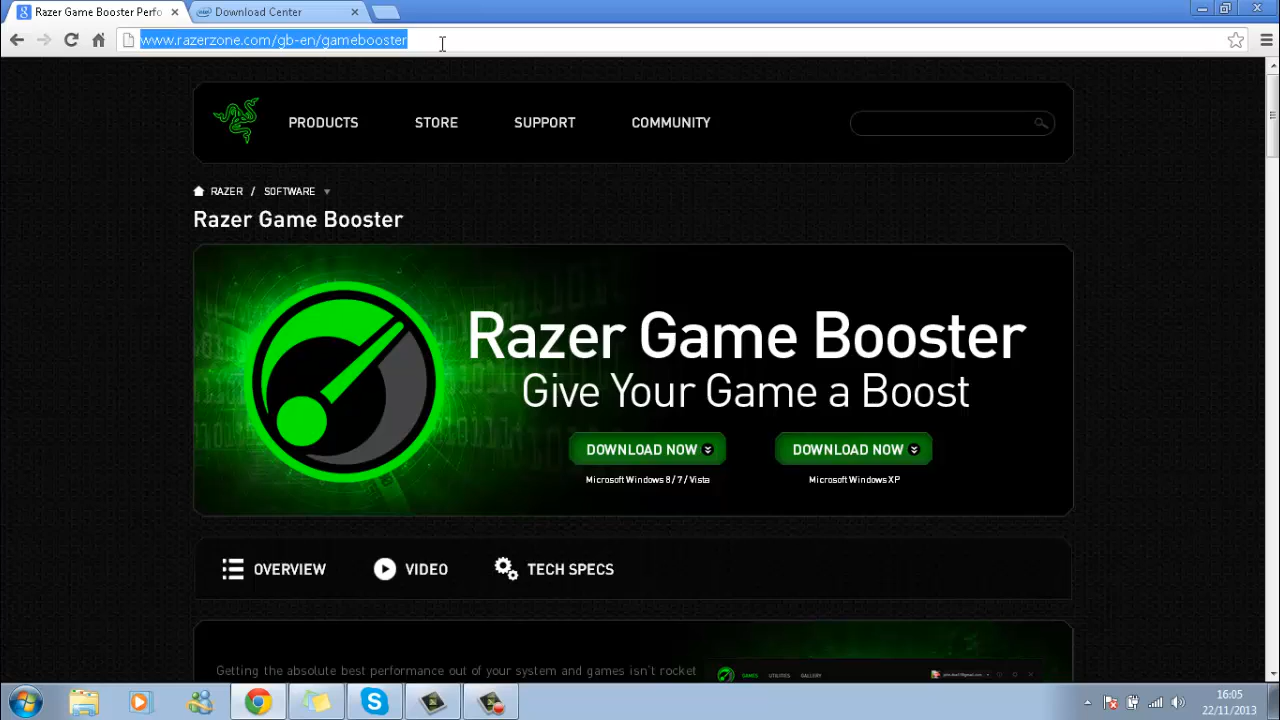 Razer Game Booster Perfo
Download Center
www.razerzone.com/gb-en/gamebooster
PRODUCTS STORE SUPPORT COMMUNITY
RAZER / SOFTWARE
Razer Game Booster
Razer Game Booster
Give Your Game a Boost
DOWNLOAD NOW DOWNLOAD NOW
Microsoft Windows 8 / 7 / Vista Microsoft Windows XP
OVERVIEW VIDEO TECH SPECS
Getting the absolute best performance out of your system and games isn't rocket
GAMES UTILITIES GALLERY
16:05
22/11/2013